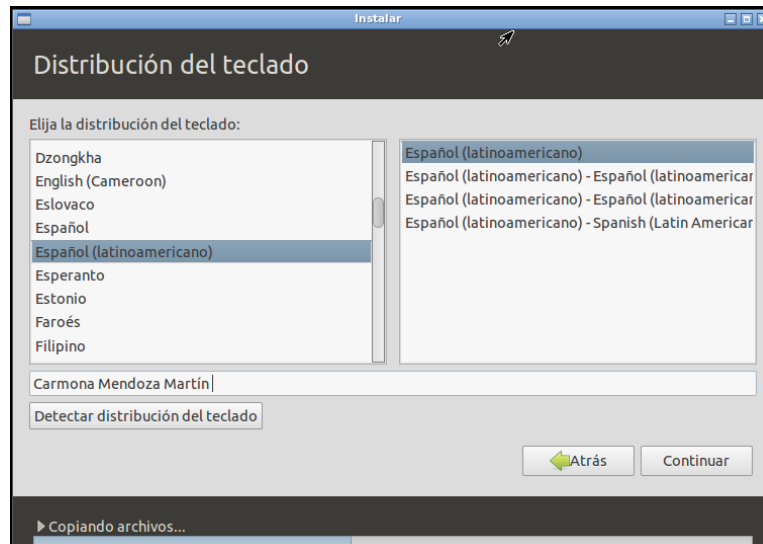 Instalar
Distribución del teclado
Elija la distribución del teclado:
Dzongkha
English (Cameroon)
Eslovaco
Español
Español (latinoamericano)
Esperanto
Estonio
Faroés
Filipino
Español (latinoamericano)
Español (latinoamericano) - Español (latinoamericar
Español (latinoamericano) - Español (latinoamericar
Español (latinoamericano) - Spanish (Latin Americar
Carmona Mendoza Martín
Detectar distribución del teclado
Atrás
Continuar
Copiando archivos...